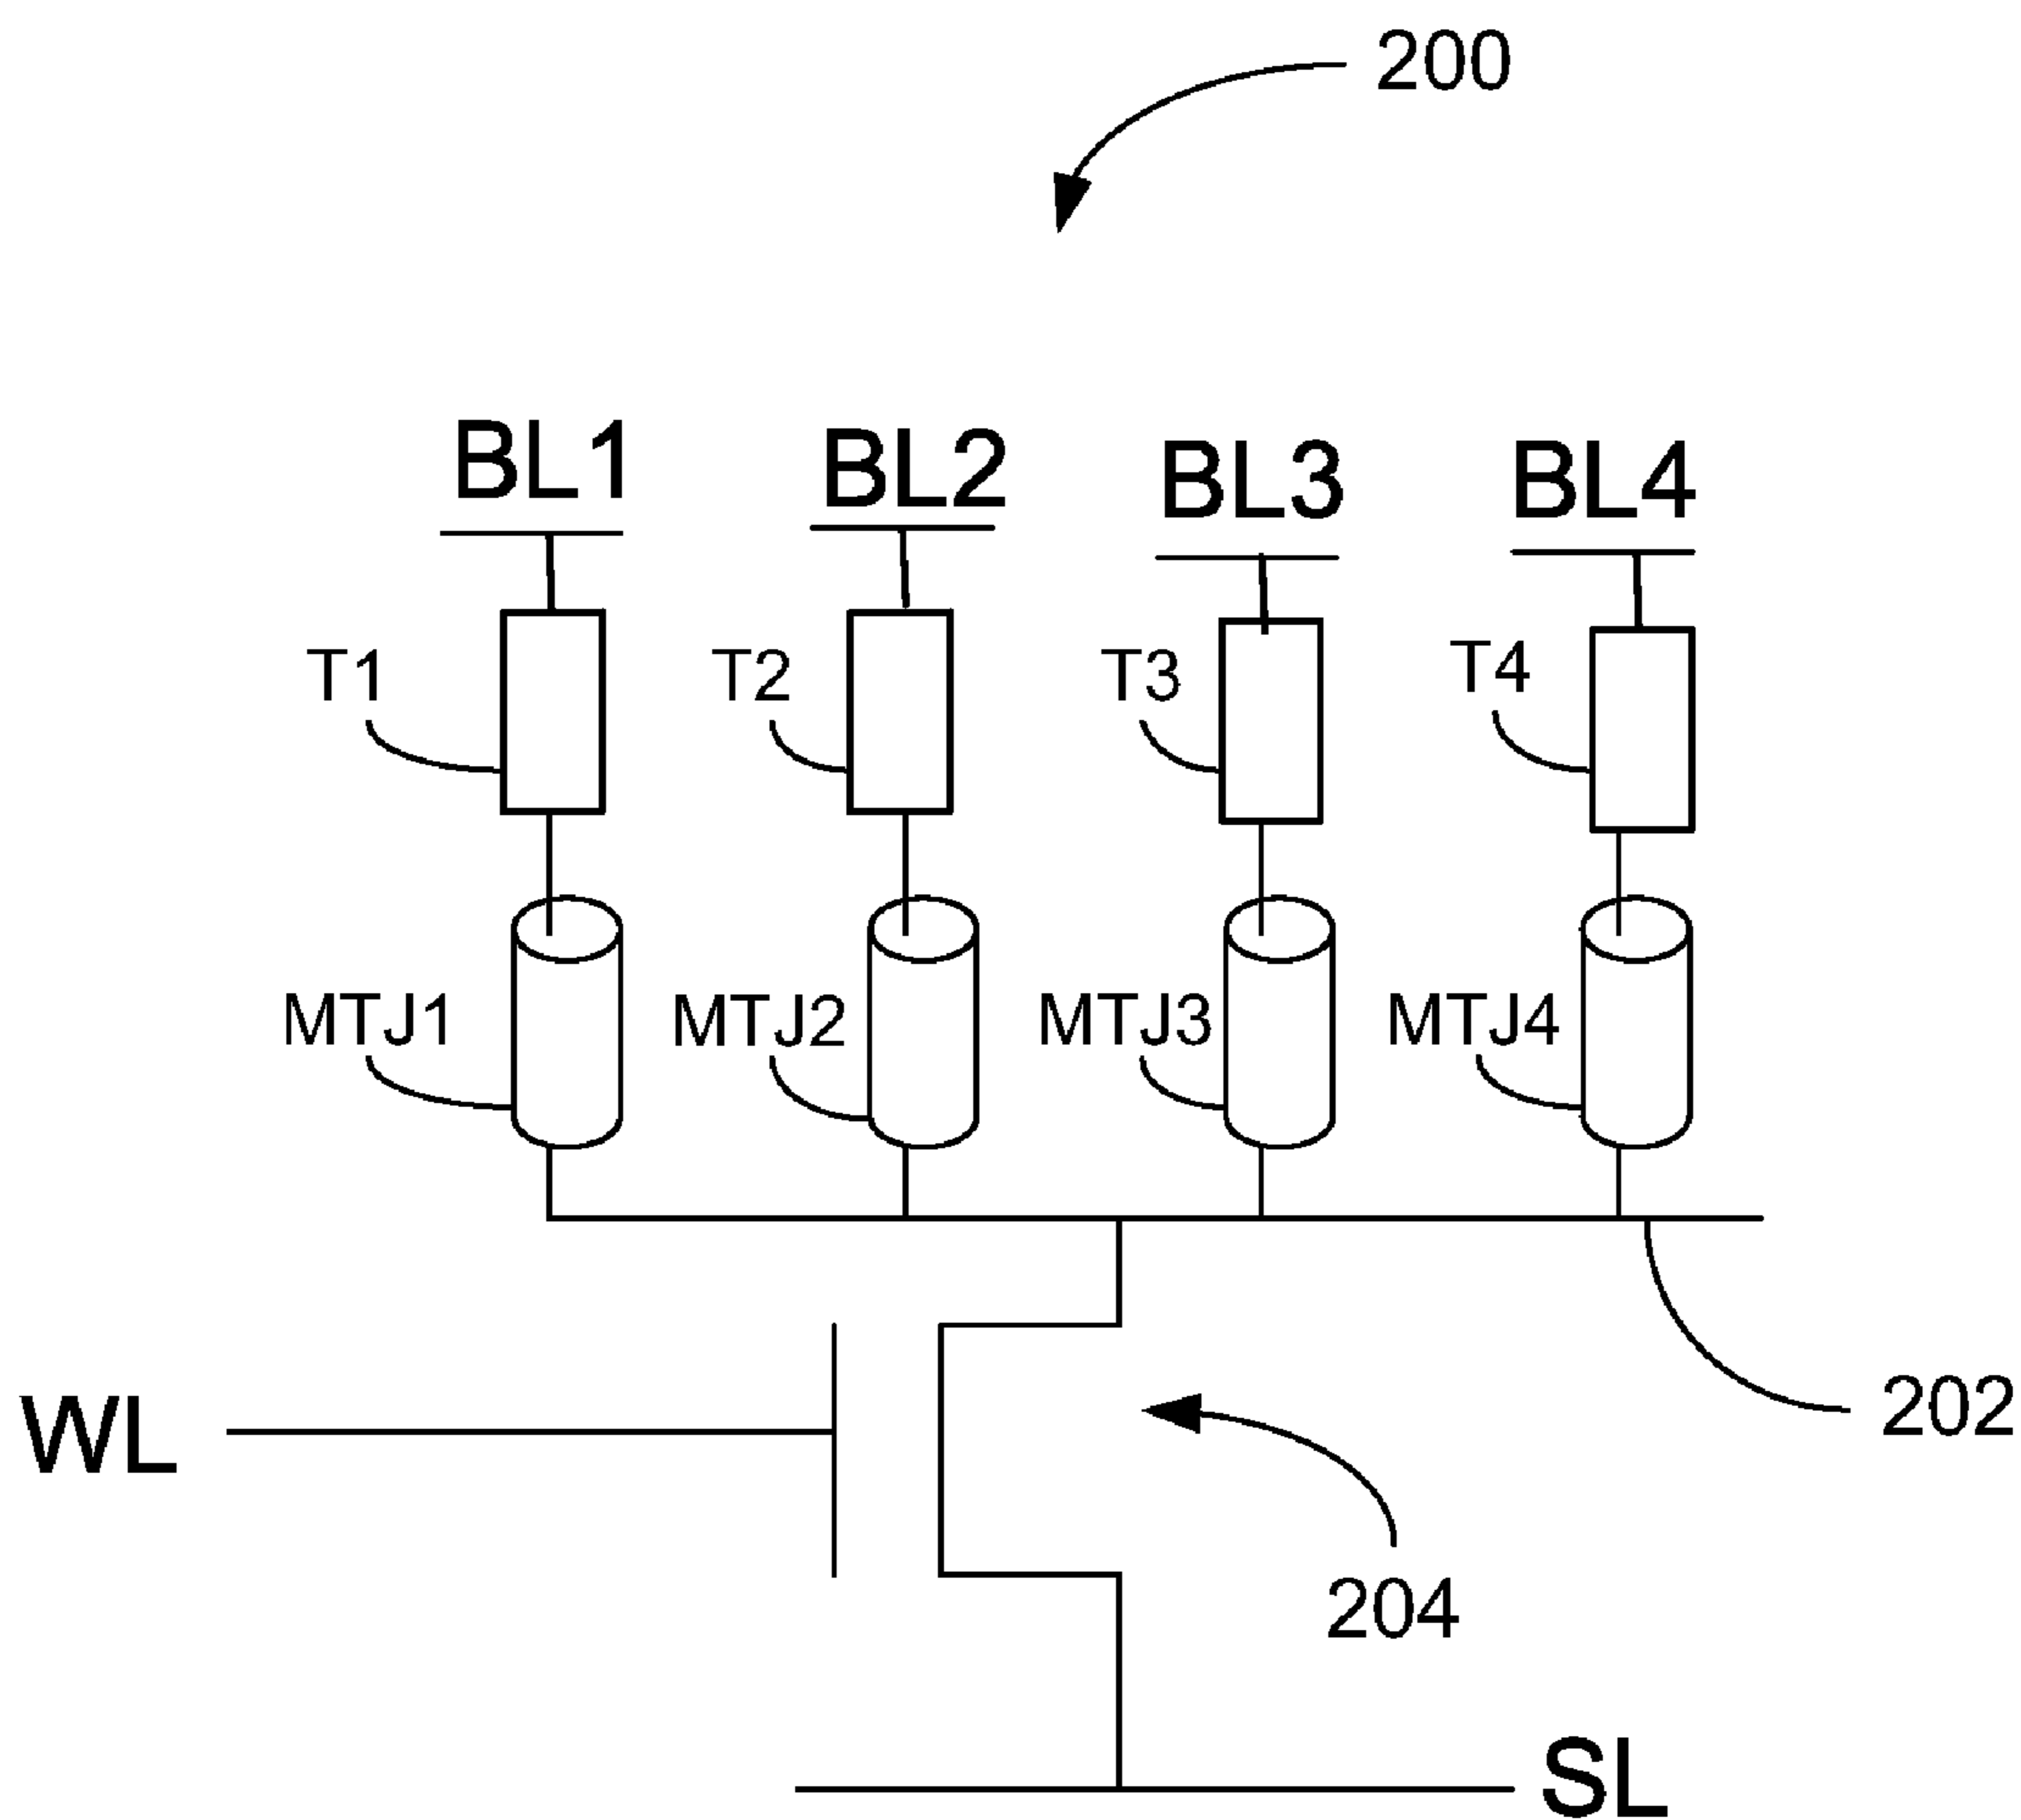 200
BL1 BL2 BL3 BL4
T1 T2 T3 T4
MTJ1 MTJ2 MTJ3 MTJ4
WL
202
204
SL